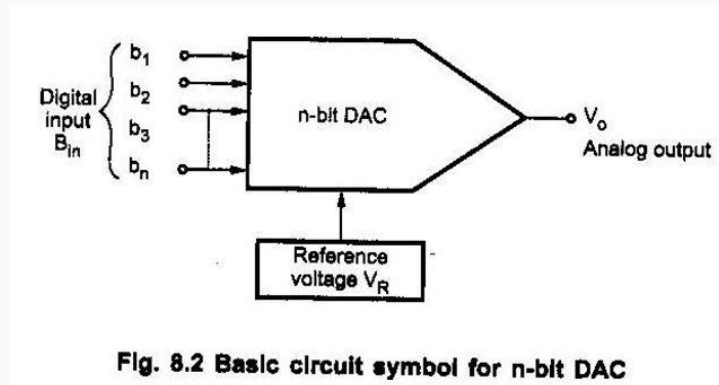 b1
b2
Digital
input
Bin
b3
bn
n-bit DAC
Vo
Analog output
Reference
voltage VR
Fig. 8.2 Basic circuit symbol for n-bit DAC